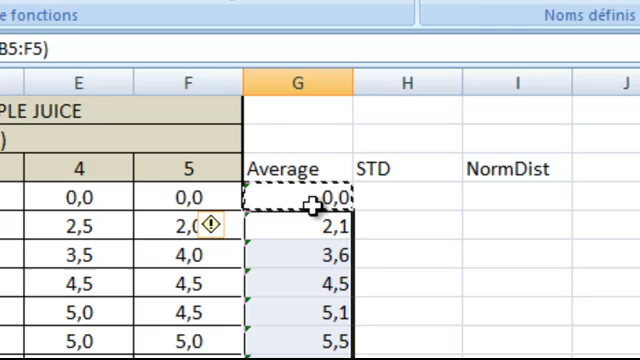 e fonctions Noms définis
B5:F5)
E F G H I J
PLE JUICE
)
4 5 Average STD NormDist
0,0 0,0 0,0
2,5 2,0 2,1
3,5 4,0 3,6
4,5 4,5 4,5
5,0 4,5 5,1
5,0 5,0 5,5